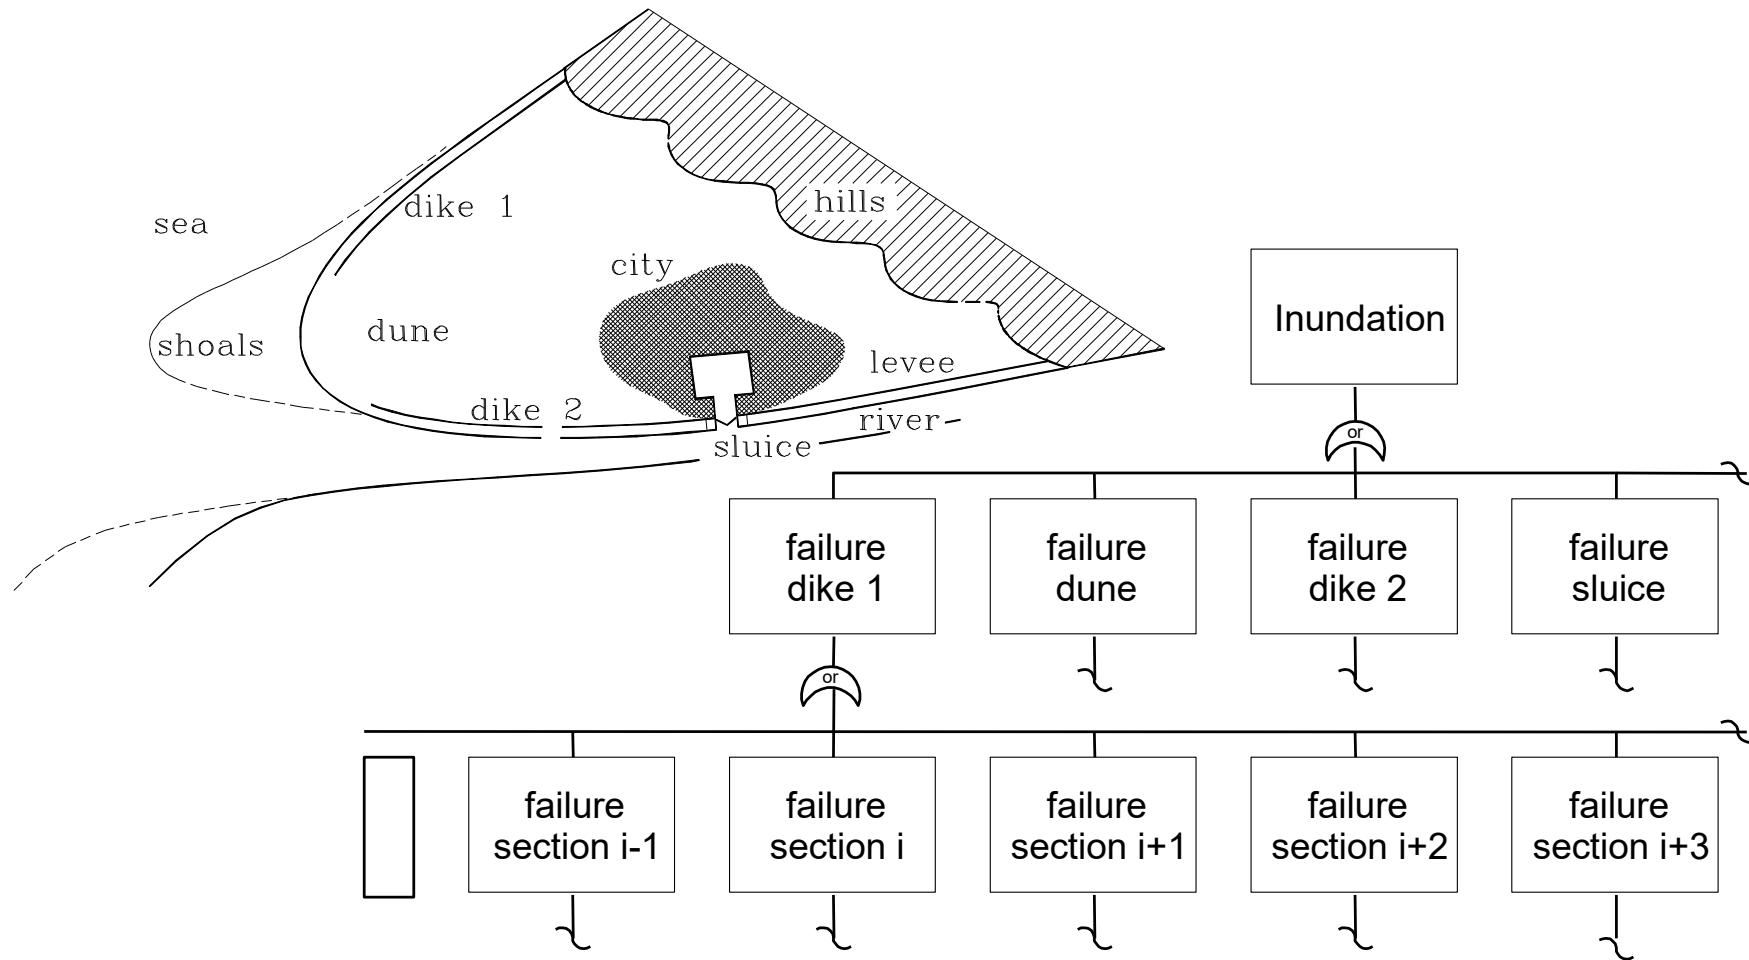 sea
dike 1
hills
city
shoals
dune
levee
dike 2
river
sluice
Inundation
or
failure
dike 1
failure
dune
failure
dike 2
failure
sluice
or
failure
section i-1
failure
section i
failure
section i+1
failure
section i+2
failure
section i+3